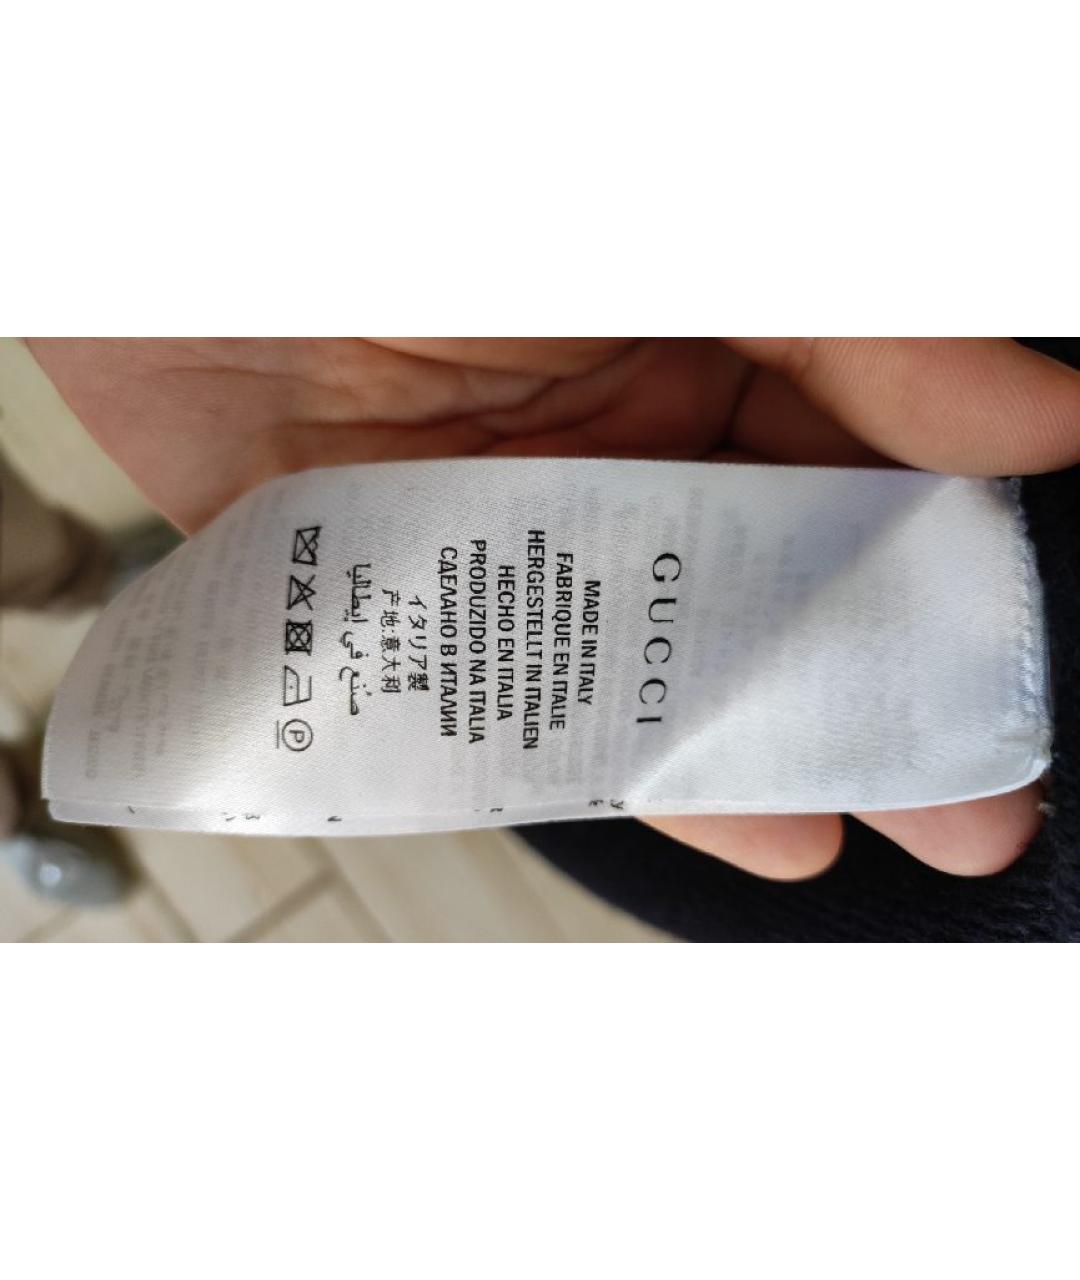 GUCCI
MADE IN ITALY
FABRIQUE EN ITALIE
HERGESTELLT IN ITALIEN
HECHO EN ITALIA
PRODUZIDO NA ITALIA
СДЕЛАНО В ИТАЛИИ
イタリア製
产地:意大利
صنع في ايطاليا
P